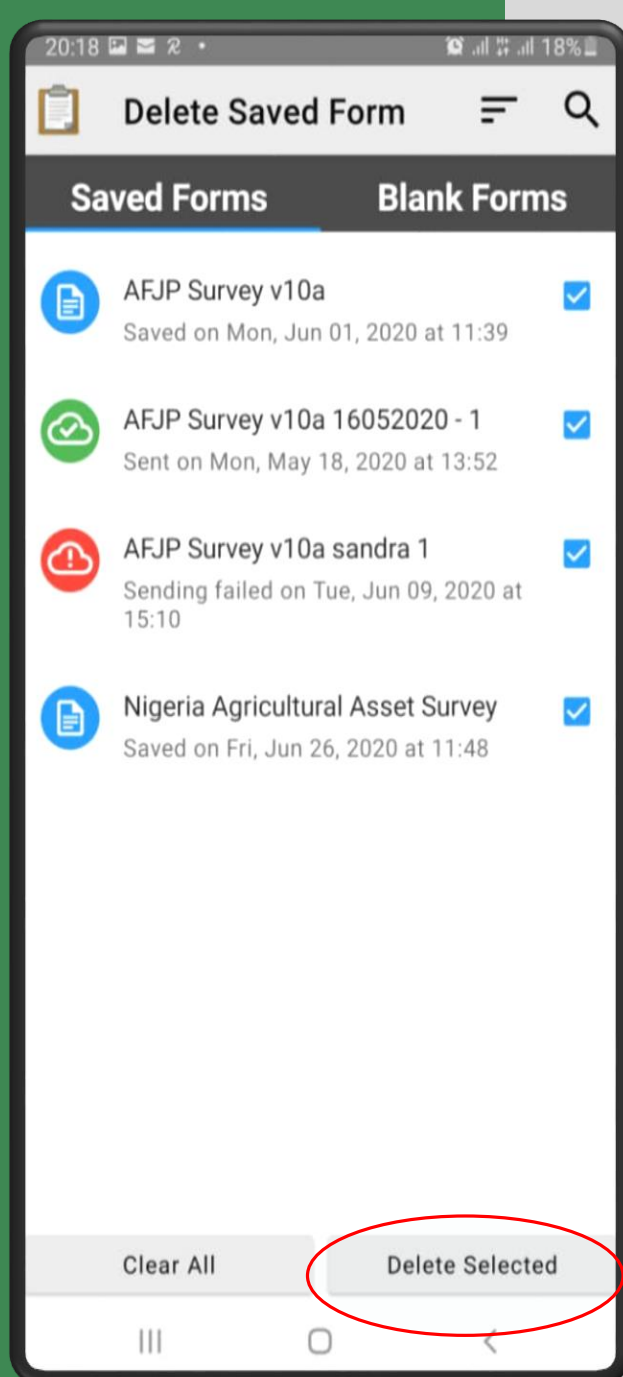 20:18 18%
Delete Saved Form
Saved Forms Blank Forms
AFJP Survey v10a
Saved on Mon, Jun 01, 2020 at 11:39
AFJP Survey v10a 16052020 - 1
Sent on Mon, May 18, 2020 at 13:52
AFJP Survey v10a sandra 1
Sending failed on Tue, Jun 09, 2020 at
15:10
Nigeria Agricultural Asset Survey
Saved on Fri, Jun 26, 2020 at 11:48
Clear All Delete Selected